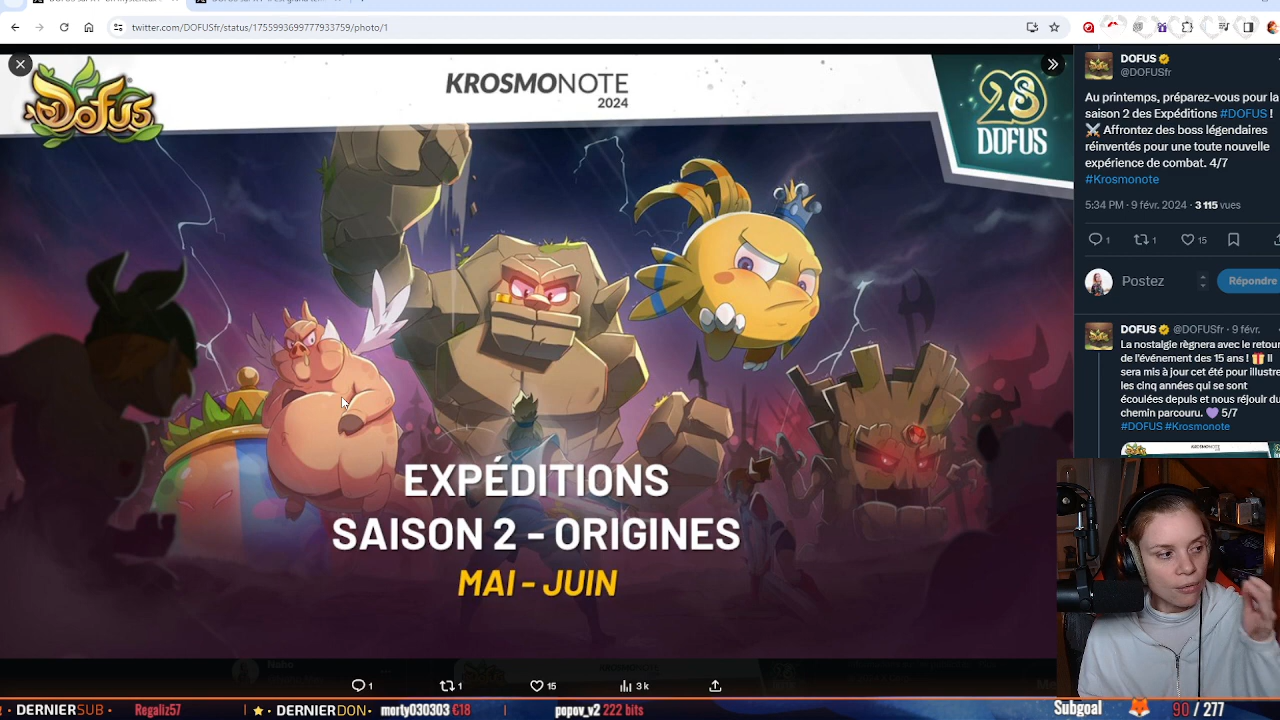 twitter.com/DOFUSfr/status/1755993699777933759/photo/1
DOFUS
KROSMONOTE
2024
20
DOFUS
EXPÉDITIONS
SAISON 2 - ORIGINES
MAI - JUIN
1
1
15
3 k
DOFUS
@DOFUSfr
Au printemps, préparez-vous pour la
saison 2 des Expéditions #DOFUS !
⚔️ Affrontez des boss légendaires
réinventés pour une toute nouvelle
expérience de combat. 4/7
#Krosmonote
5:34 PM · 9 févr. 2024 · 3 115 vues
1
1
15
Postez
Répondre
DOFUS @DOFUSfr · 9 févr.
La nostalgie règnera avec le retour
de l'événement des 15 ans ! 🎁 Il
sera mis à jour cet été pour illustre
les cinq années qui se sont
écoulées depuis et nous réjouir du
chemin parcouru. 💜 5/7
#DOFUS #Krosmonote
• DERNIERSUB • Regaliz57 | ★ • DERNIERDON• morty030303 €18 | popov_v2 222 bits
Subgoal 90 / 277